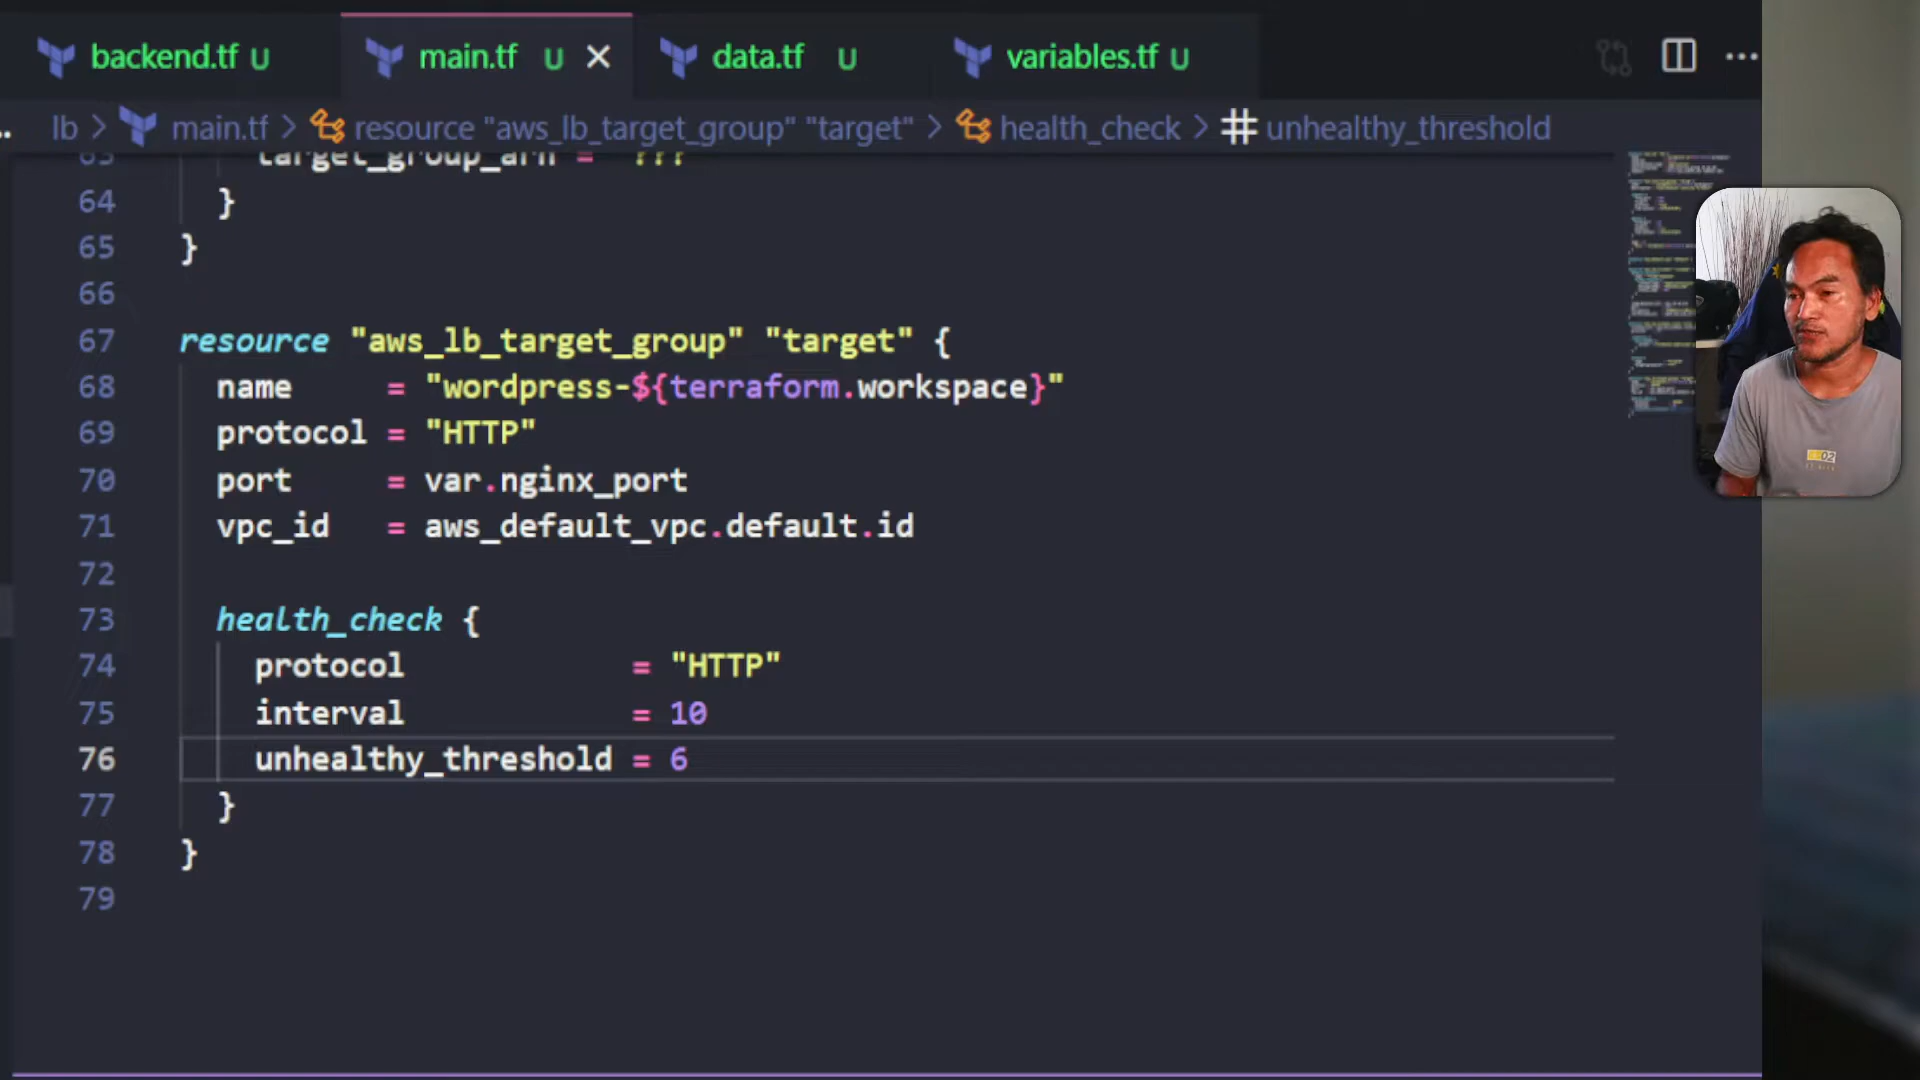 backend.tf U
main.tf U
data.tf U
variables.tf U
lb > main.tf > resource "aws_lb_target_group" "target" > health_check > unhealthy_threshold
63 target_group_arn = "???"
64 }
65 }
66
67 resource "aws_lb_target_group" "target" {
68 name = "wordpress-${terraform.workspace}"
69 protocol = "HTTP"
70 port = var.nginx_port
71 vpc_id = aws_default_vpc.default.id
72
73 health_check {
74 protocol = "HTTP"
75 interval = 10
76 unhealthy_threshold = 6
77 }
78 }
79